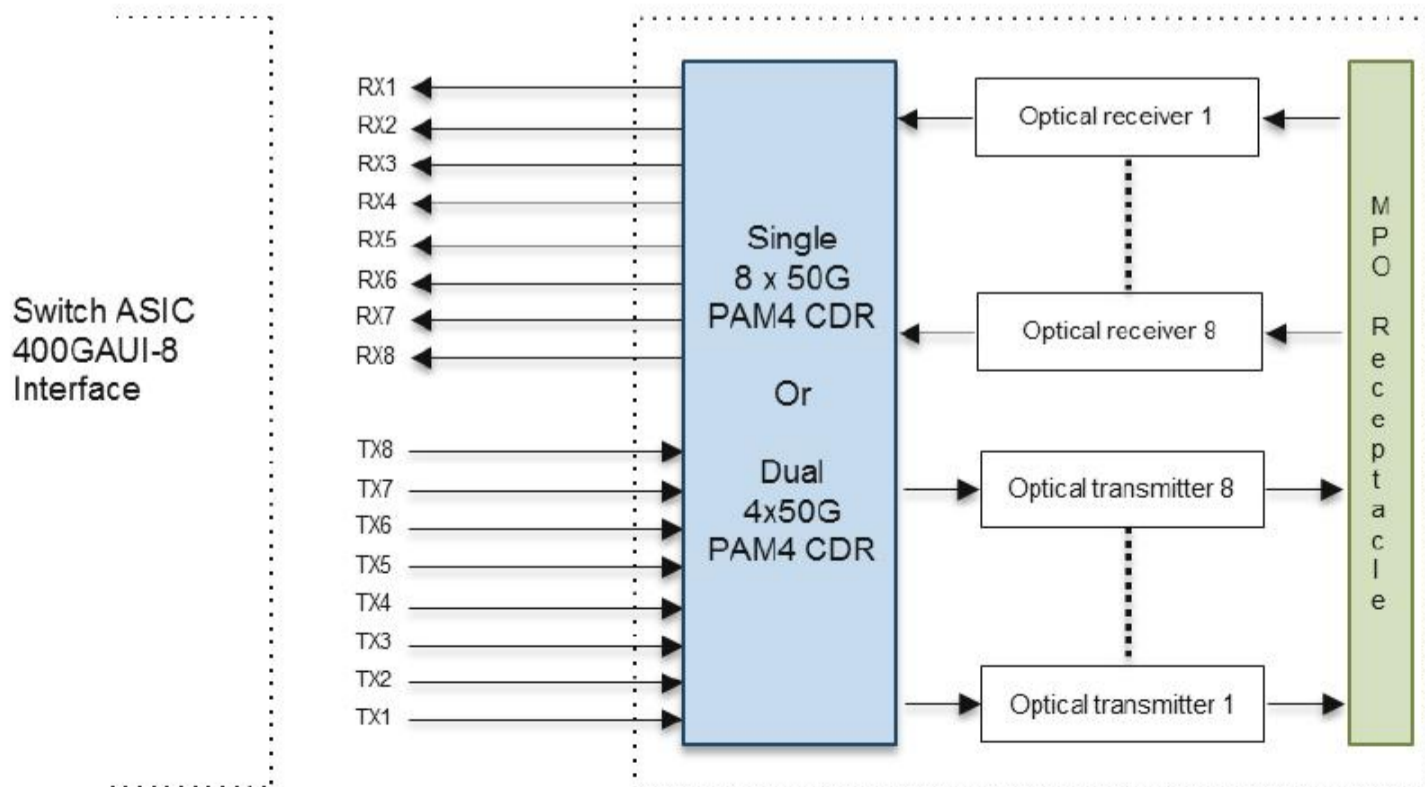 Switch ASIC
400GAUI-8
Interface
RX1
RX2
RX3
RX4
RX5
RX6
RX7
RX8
TX8
TX7
TX6
TX5
TX4
TX3
TX2
TX1
Single
8 x 50G
PAM4 CDR
Or
Dual
4x50G
PAM4 CDR
Optical receiver 1
Optical receiver 8
Optical transmitter 8
Optical transmitter 1
MPO Receptacle